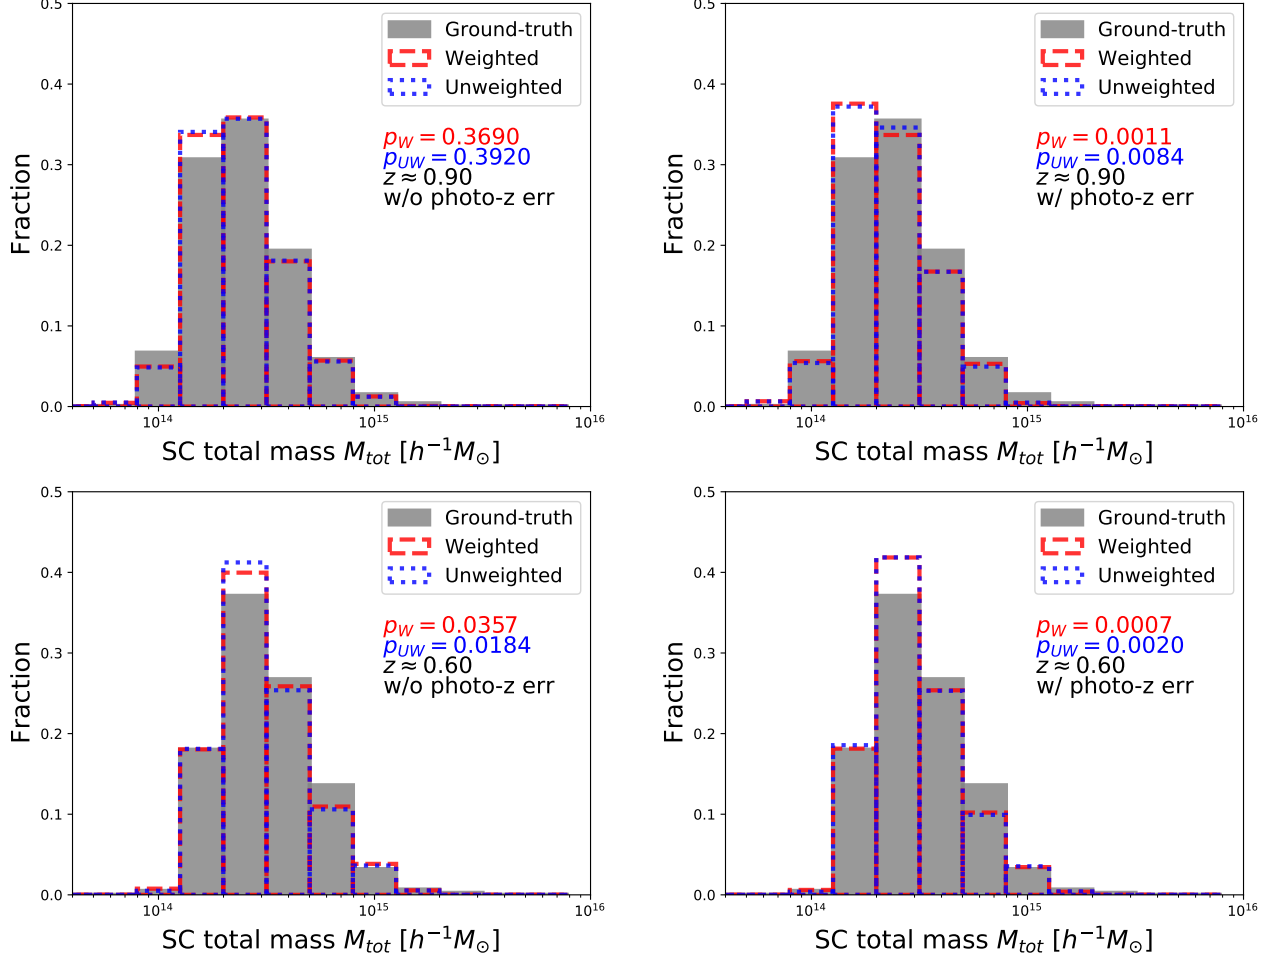 0.5
0.4
0.3
0.2
0.1
0.0
Fraction
Ground-truth
Weighted
Unweighted
p_W = 0.3690
p_UW = 0.3920
z ≈ 0.90
w/o photo-z err
10^14
10^15
10^16
SC total mass M_tot [h^−1 M_⊙]
0.5
0.4
0.3
0.2
0.1
0.0
Fraction
Ground-truth
Weighted
Unweighted
p_W = 0.0011
p_UW = 0.0084
z ≈ 0.90
w/ photo-z err
10^14
10^15
10^16
SC total mass M_tot [h^−1 M_⊙]
0.5
0.4
0.3
0.2
0.1
0.0
Fraction
Ground-truth
Weighted
Unweighted
p_W = 0.0357
p_UW = 0.0184
z ≈ 0.60
w/o photo-z err
10^14
10^15
10^16
SC total mass M_tot [h^−1 M_⊙]
0.5
0.4
0.3
0.2
0.1
0.0
Fraction
Ground-truth
Weighted
Unweighted
p_W = 0.0007
p_UW = 0.0020
z ≈ 0.60
w/ photo-z err
10^14
10^15
10^16
SC total mass M_tot [h^−1 M_⊙]